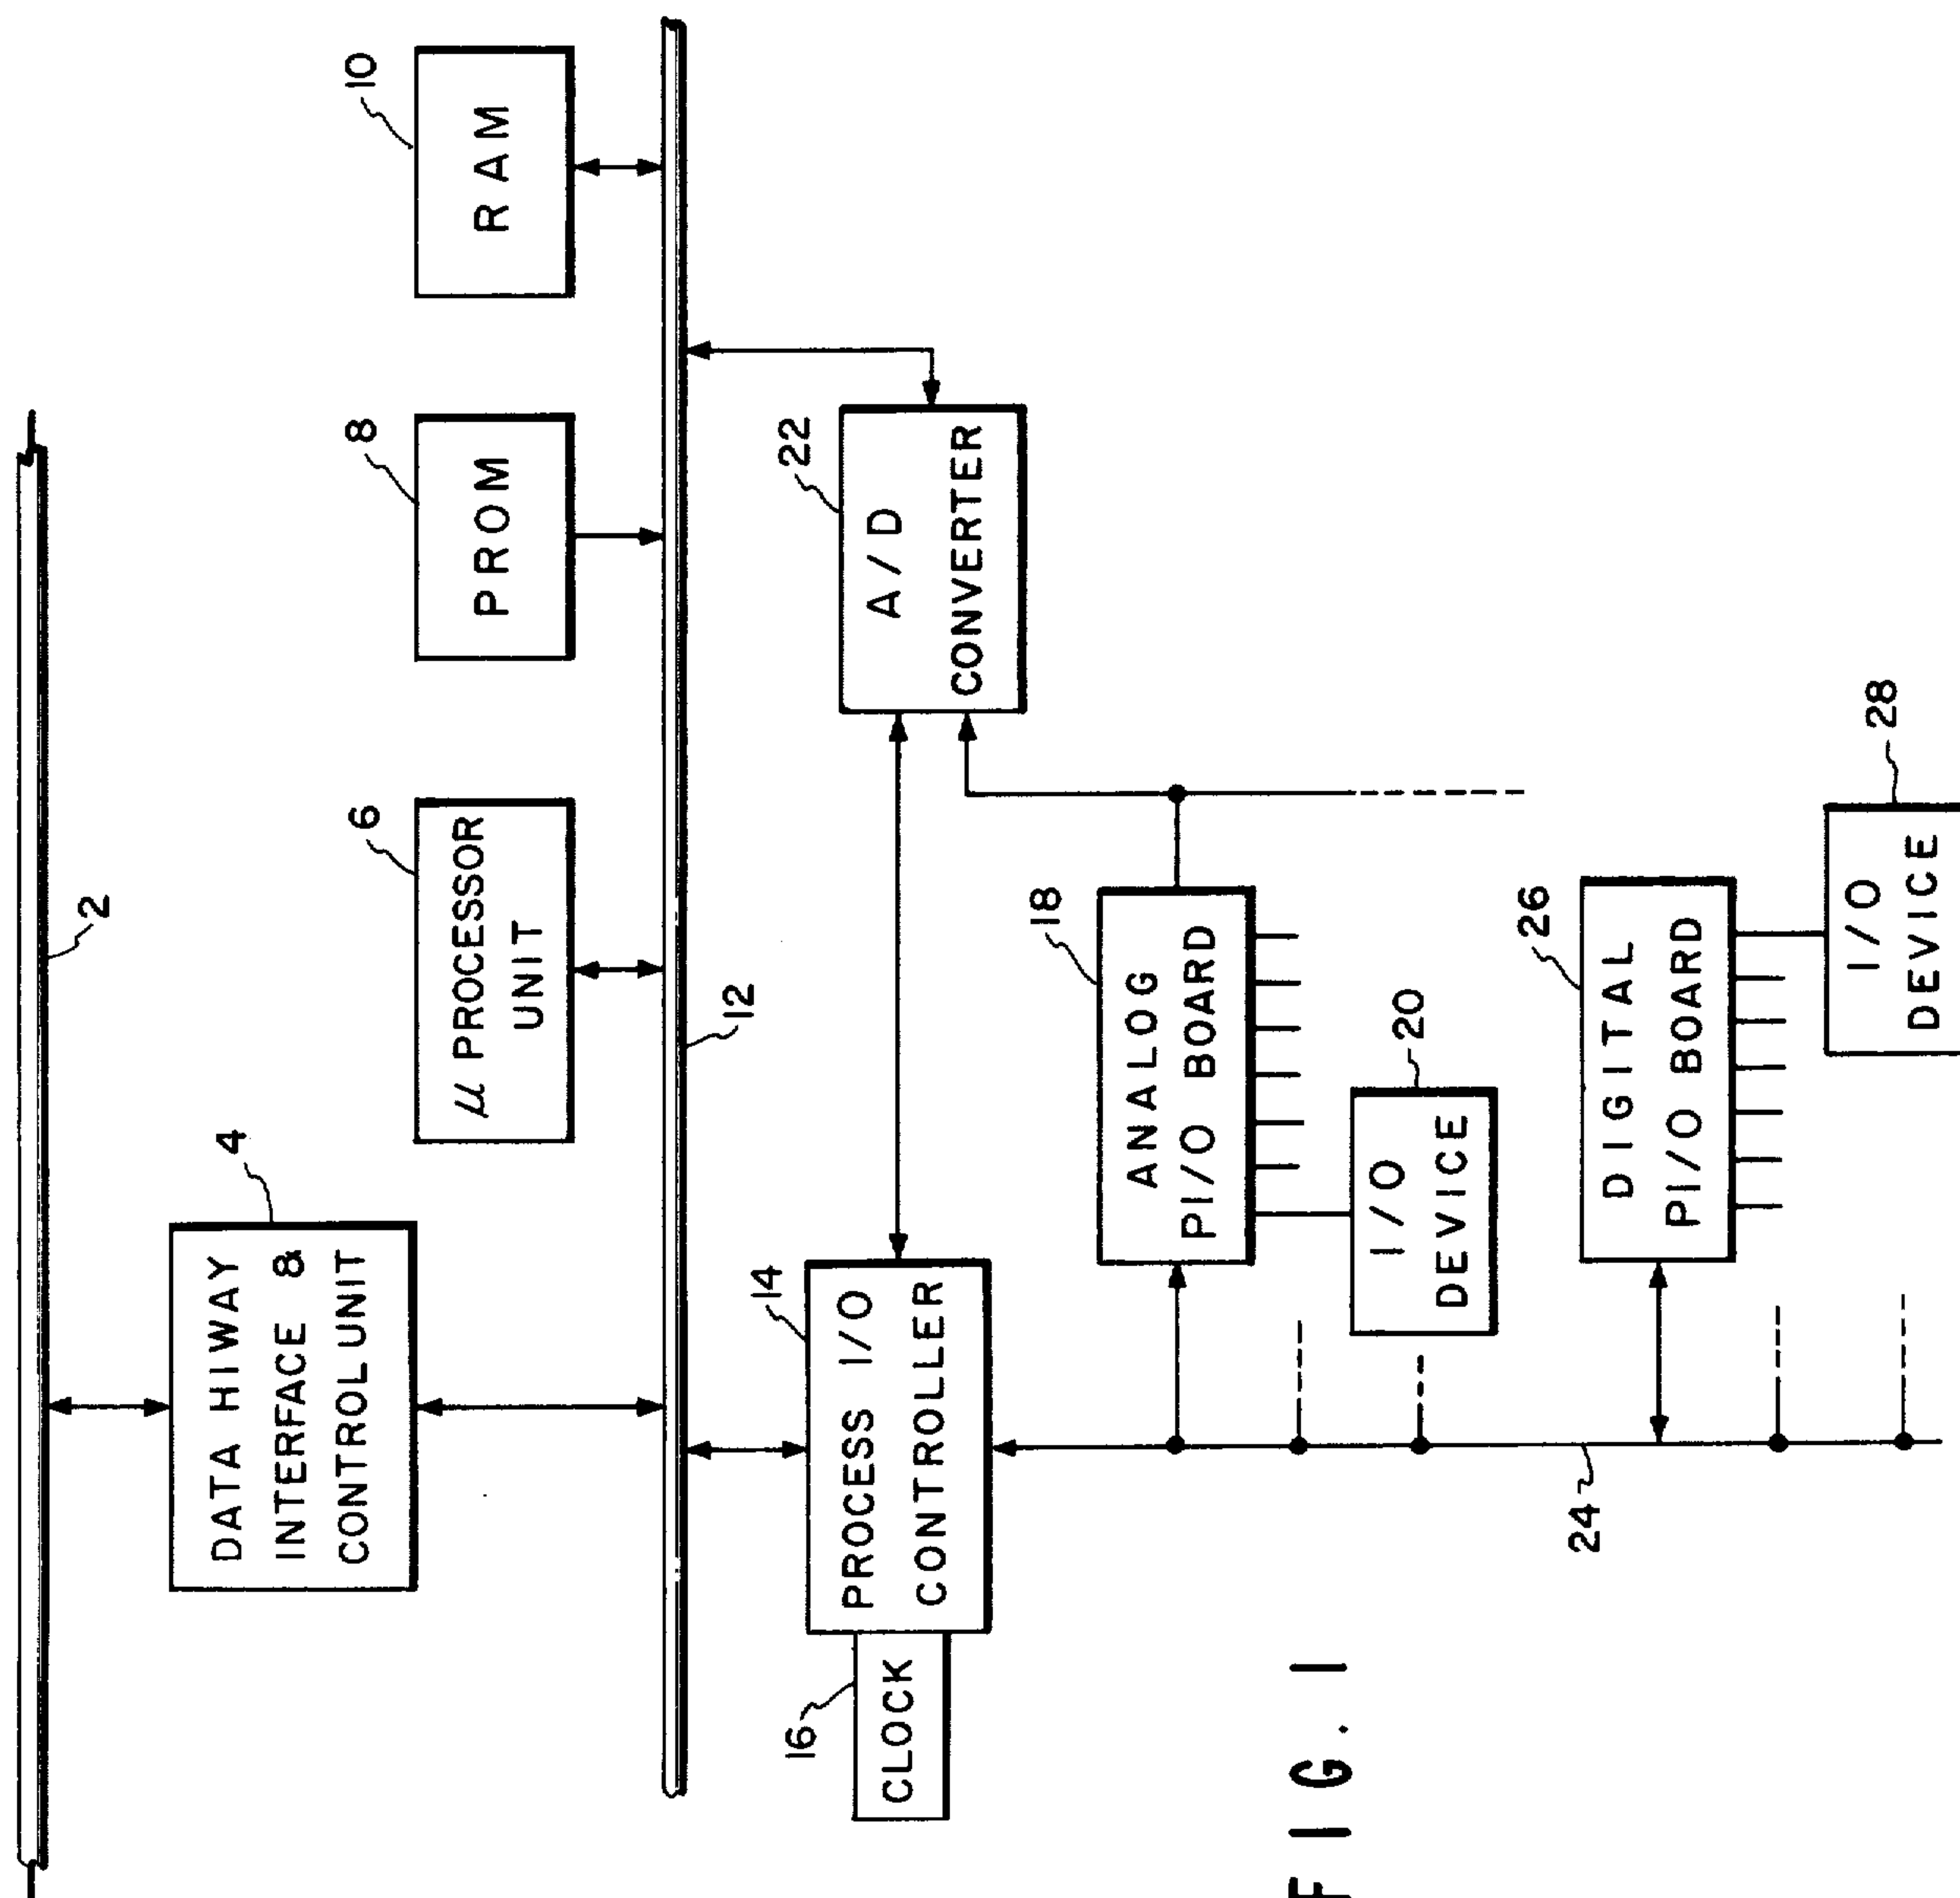 2
4
DATA HIWAY
INTERFACE &
CONTROL UNIT
6
μ PROCESSOR
UNIT
8
PROM
10
RAM
12
14
PROCESS I/O
CONTROLLER
16
CLOCK
22
A/D
CONVERTER
18
ANALOG
PI/O BOARD
20
I/O
DEVICE
24
26
DIGITAL
PI/O BOARD
28
I/O
DEVICE
FIG. 1